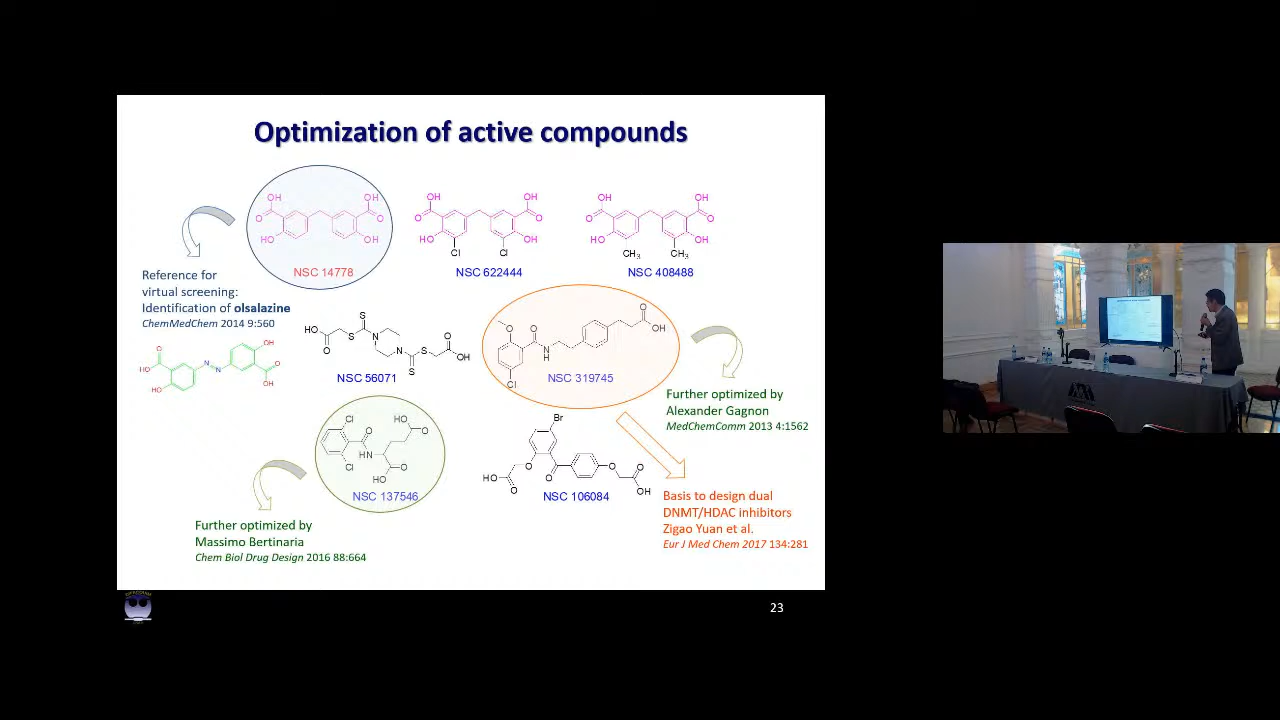 Optimization of active compounds
OH
O
HO
OH
O
OH
NSC 14778
OH
O
HO
Cl
OH
O
OH
Cl
NSC 622444
OH
O
HO
CH₃
OH
O
OH
CH₃
NSC 408488
Reference for
virtual screening:
Identification of olsalazine
ChemMedChem 2014 9:560
O
HO
HO
N
N
OH
O
OH
HO
O
S
S
N
N
S
S
O
OH
NSC 56071
O
O
N
H
Cl
O
OH
NSC 319745
Further optimized by
Alexander Gagnon
MedChemComm 2013 4:1562
Cl
O
Cl
HN
HO
O
O
OH
NSC 137546
Br
HO
O
O
O
O
O
OH
NSC 106084
Basis to design dual
DNMT/HDAC inhibitors
Zigao Yuan et al.
Eur J Med Chem 2017 134:281
Further optimized by
Massimo Bertinaria
Chem Biol Drug Design 2016 88:664
23